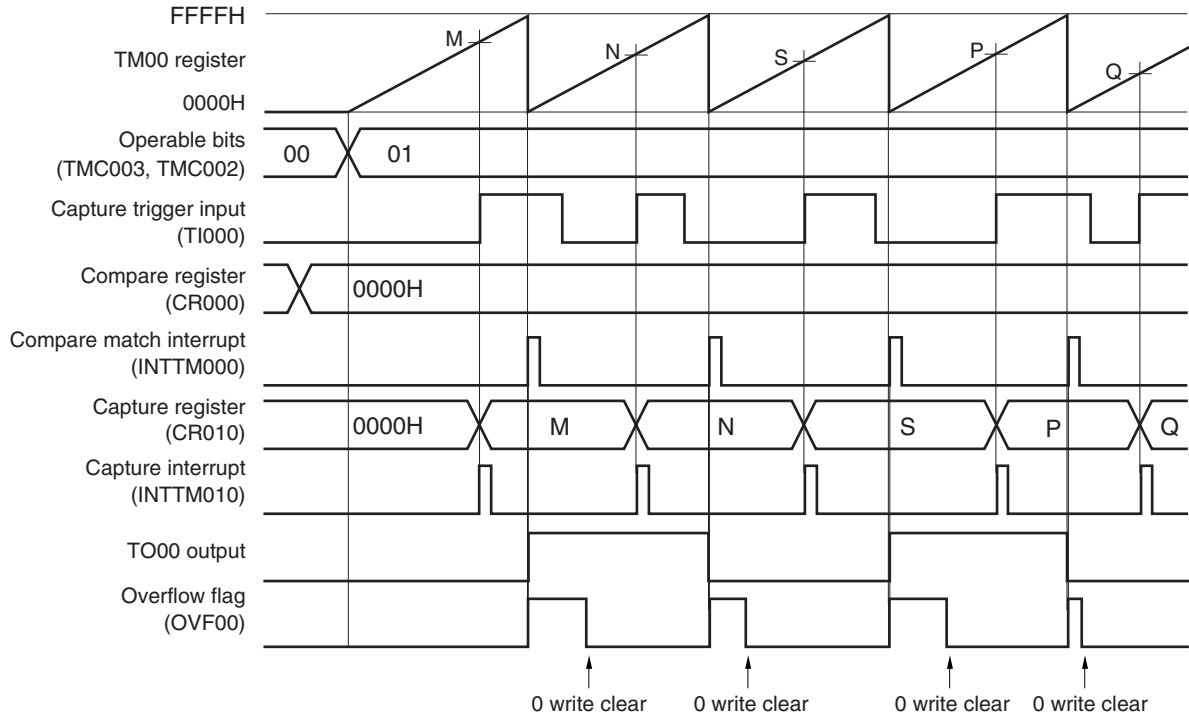 FFFFH
TM00 register
0000H
M N S P Q
Operable bits
(TMC003, TMC002)
00 01
Capture trigger input
(TI000)
Compare register
(CR000)
0000H
Compare match interrupt
(INTTM000)
Capture register
(CR010)
0000H M N S P Q
Capture interrupt
(INTTM010)
TO00 output
Overflow flag
(OVF00)
0 write clear 0 write clear 0 write clear 0 write clear